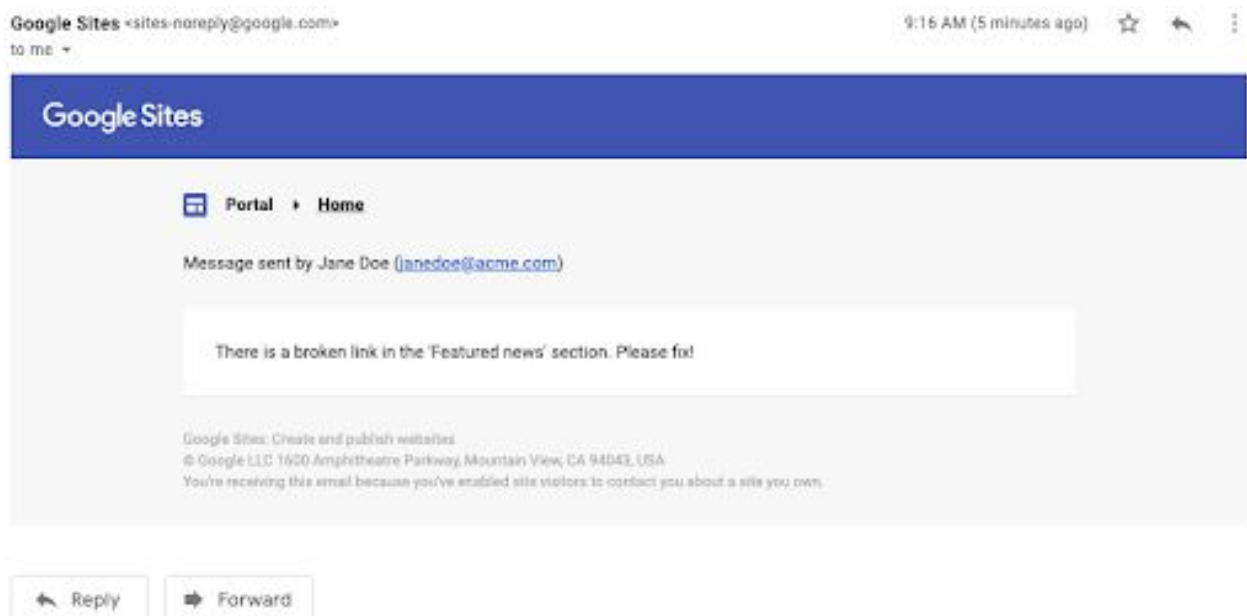 Google Sites <sites-noreply@google.com>
9:16 AM (5 minutes ago)
to me
Google Sites
Portal Home
Message sent by Jane Doe (janedoe@acme.com)
There is a broken link in the 'Featured news' section. Please fix!
Google Sites: Create and publish websites
© Google LLC 1600 Amphitheatre Parkway, Mountain View, CA 94043, USA
You're receiving this email because you've enabled site visitors to contact you about a site you own.
Reply
Forward